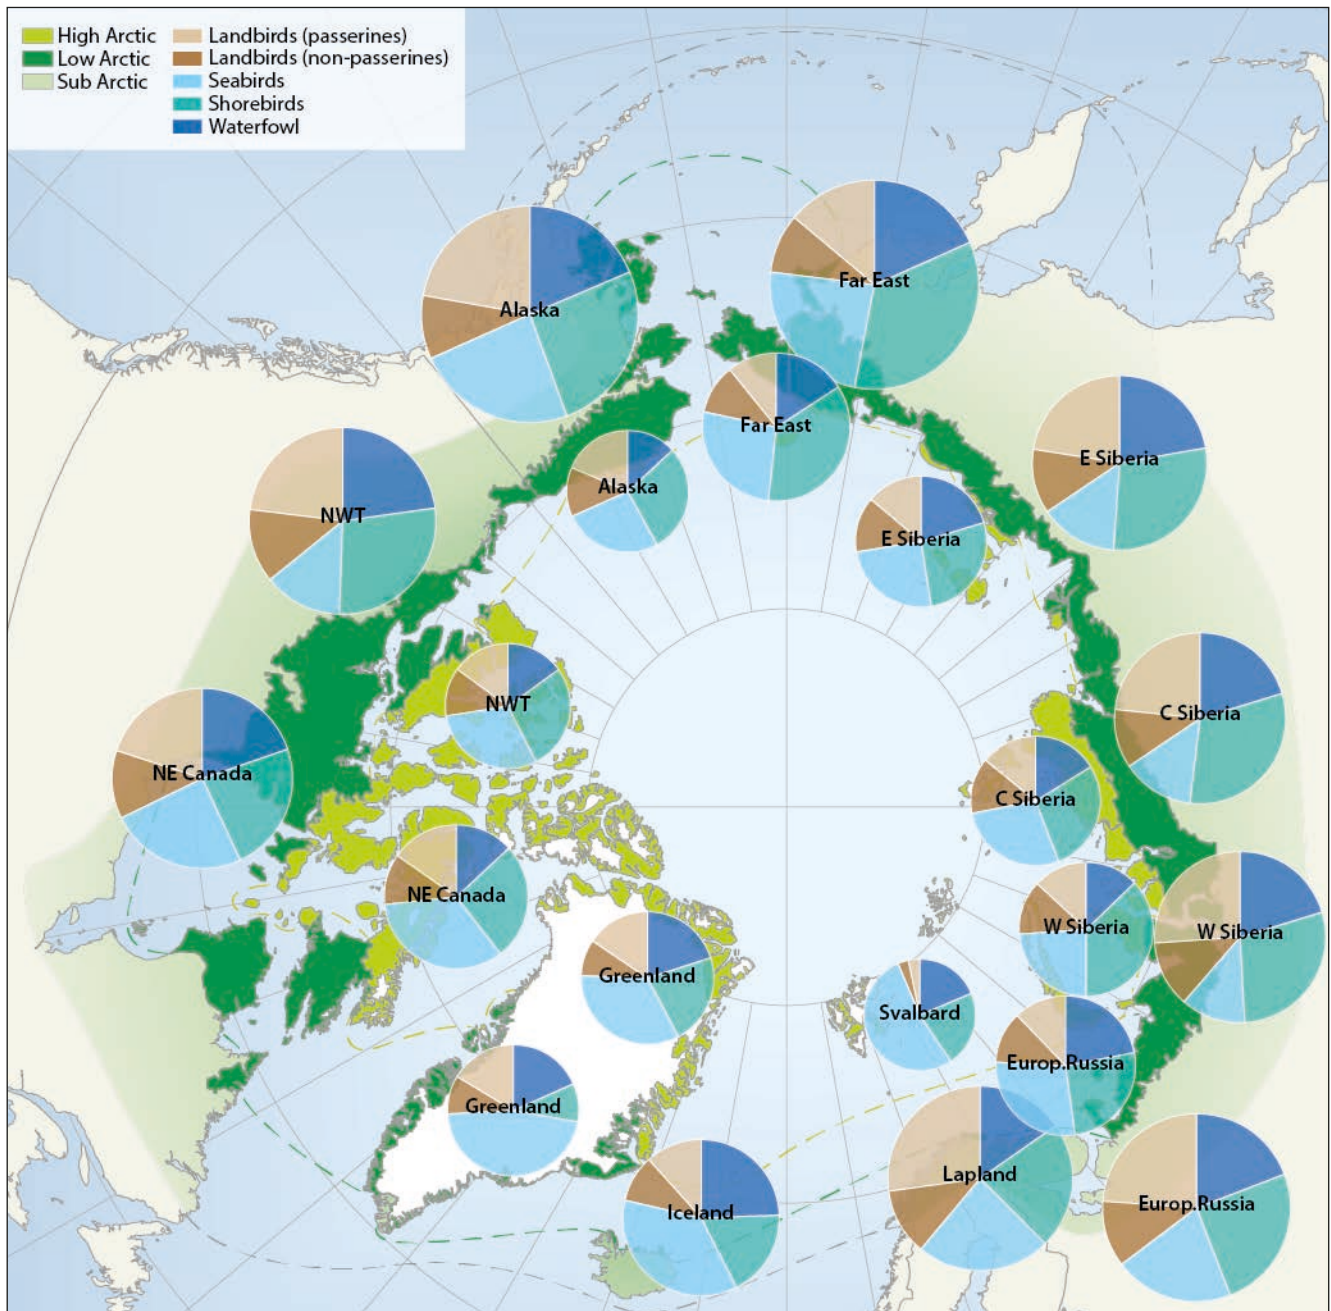 High Arctic
Low Arctic
Sub Arctic
Landbirds (passerines)
Landbirds (non-passerines)
Seabirds
Shorebirds
Waterfowl
Far East
Alaska
Far East
E Siberia
Alaska
NWT
E Siberia
NWT
C Siberia
NE Canada
C Siberia
NE Canada
W Siberia
W Siberia
Greenland
Svalbard
Europ.Russia
Greenland
Lapland
Europ.Russia
Iceland